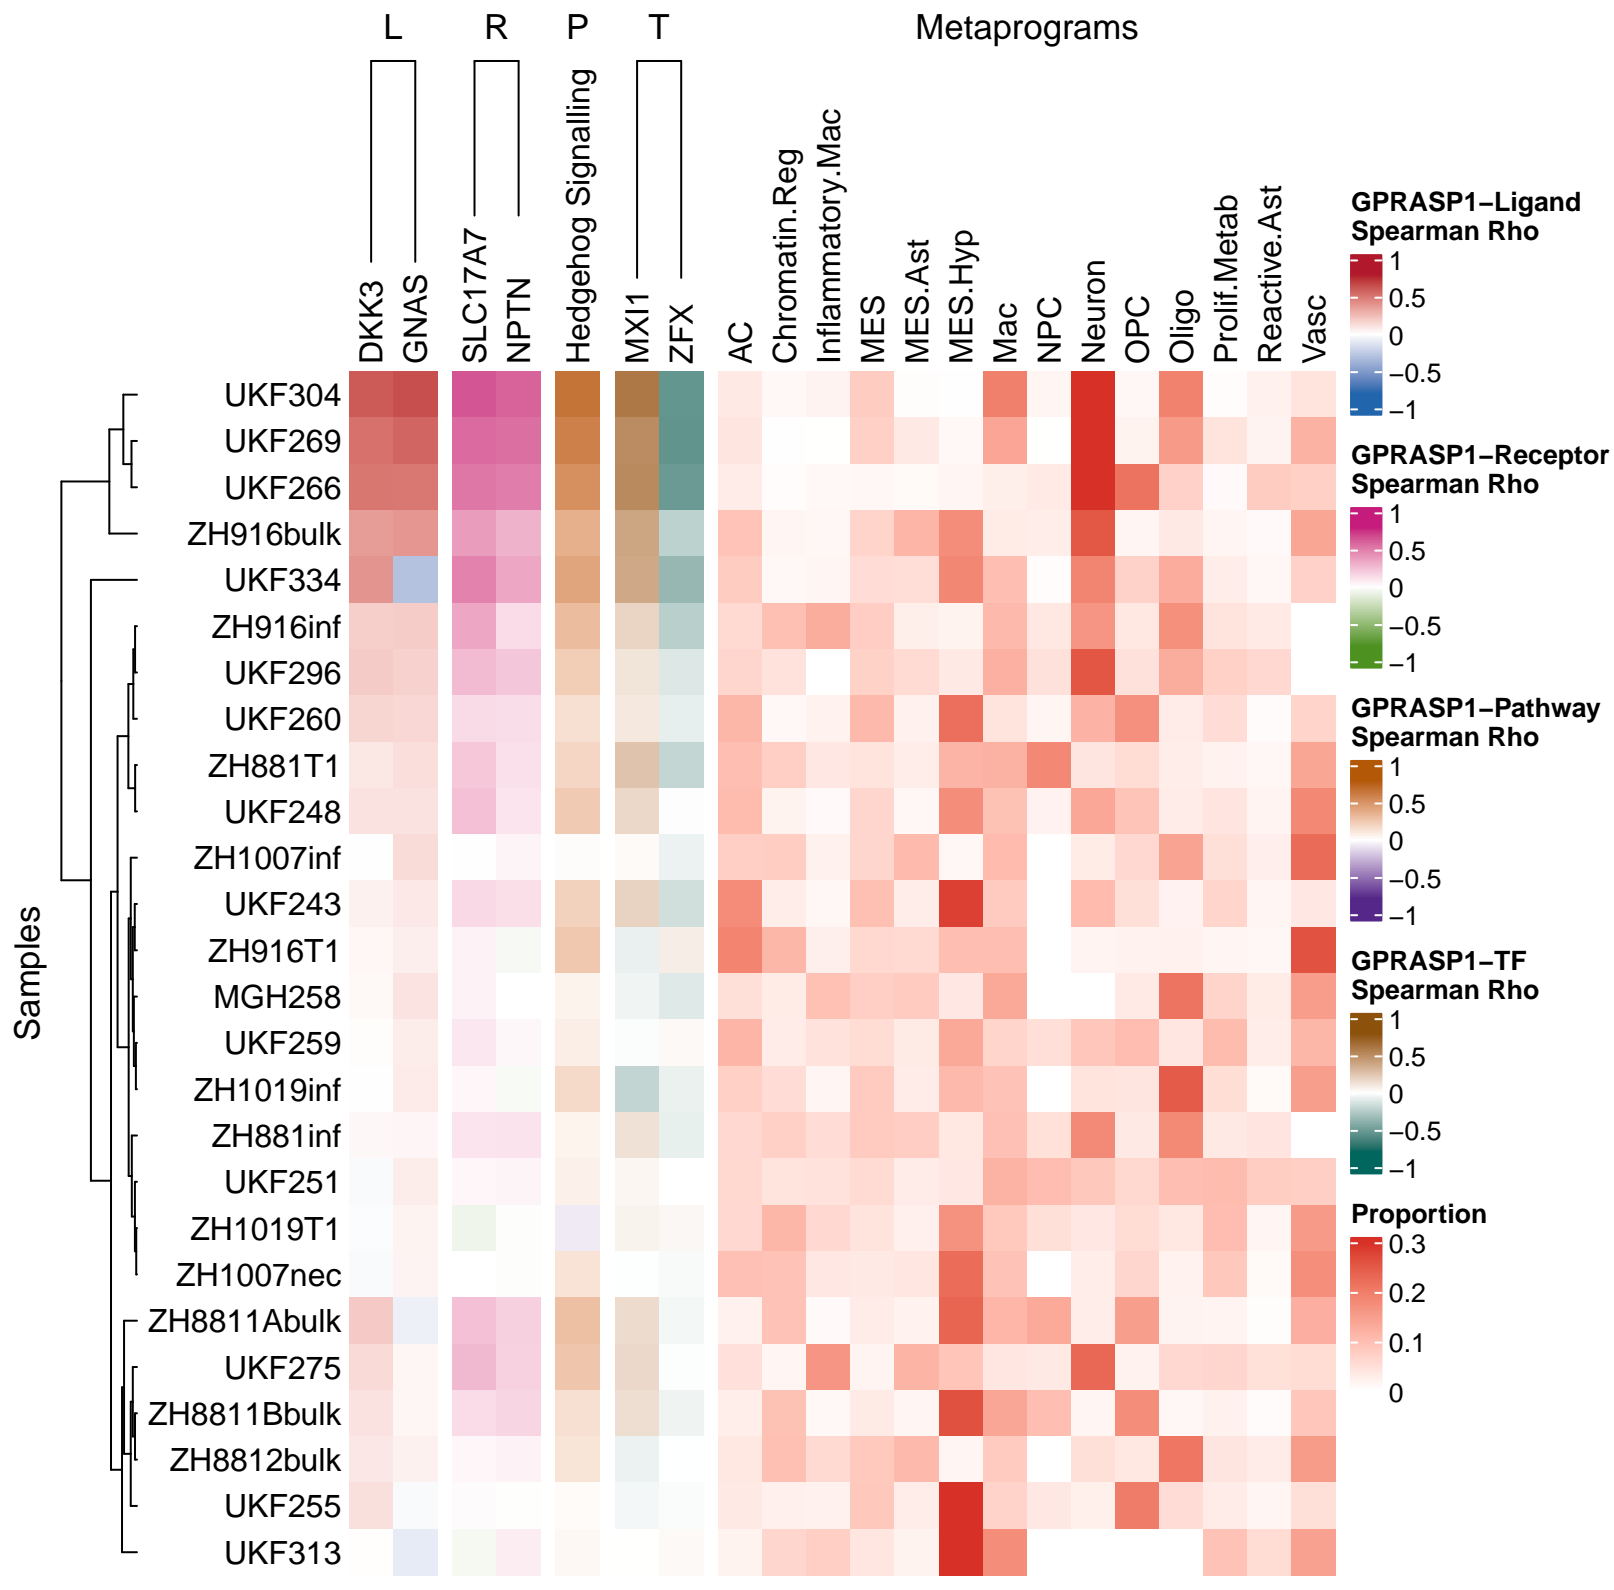 L R P T Metaprograms
DKK3
GNAS
SLC17A7
NPTN
Hedgehog Signalling
MXI1
ZFX
AC
Chromatin.Reg
Inflammatory.Mac
MES
MES.Ast
MES.Hyp
Mac
NPC
Neuron
OPC
Oligo
Prolif.Metab
Reactive.Ast
Vasc
Samples
UKF304
UKF269
UKF266
ZH916bulk
UKF334
ZH916inf
UKF296
UKF260
ZH881T1
UKF248
ZH1007inf
UKF243
ZH916T1
MGH258
UKF259
ZH1019inf
ZH881inf
UKF251
ZH1019T1
ZH1007nec
ZH8811Abulk
UKF275
ZH8811Bbulk
ZH8812bulk
UKF255
UKF313
GPRASP1−Ligand
Spearman Rho
1
0.5
0
−0.5
−1
GPRASP1−Receptor
Spearman Rho
1
0.5
0
−0.5
−1
GPRASP1−Pathway
Spearman Rho
1
0.5
0
−0.5
−1
GPRASP1−TF
Spearman Rho
1
0.5
0
−0.5
−1
Proportion
0.3
0.2
0.1
0